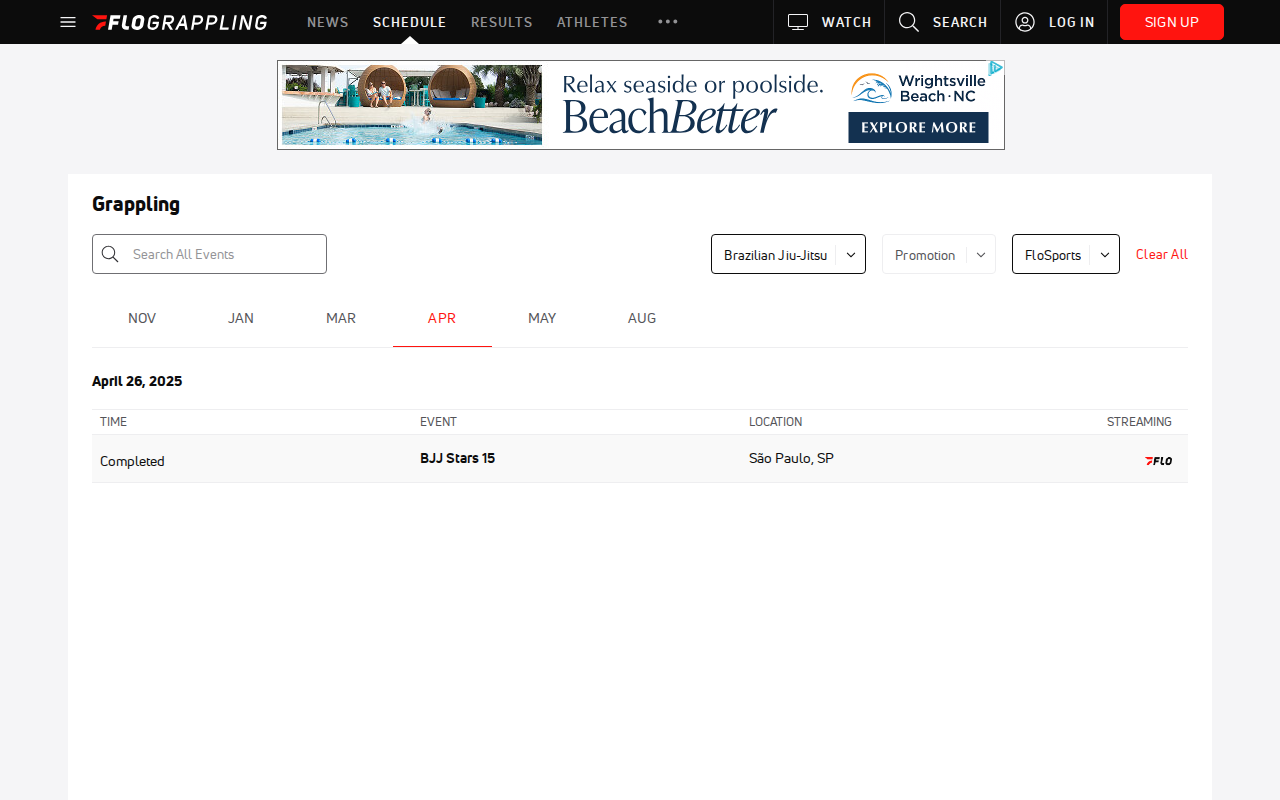 FLOGRAPPLING NEWS SCHEDULE RESULTS ATHLETES WATCH SEARCH LOG IN SIGN UP
Relax seaside or poolside.
BeachBetter
Wrightsville
Beach · NC
EXPLORE MORE
Grappling
Search All Events Brazilian Jiu-Jitsu Promotion FloSports Clear All
NOV JAN MAR APR MAY AUG
April 26, 2025
TIME EVENT LOCATION STREAMING
Completed BJJ Stars 15 São Paulo, SP FLO